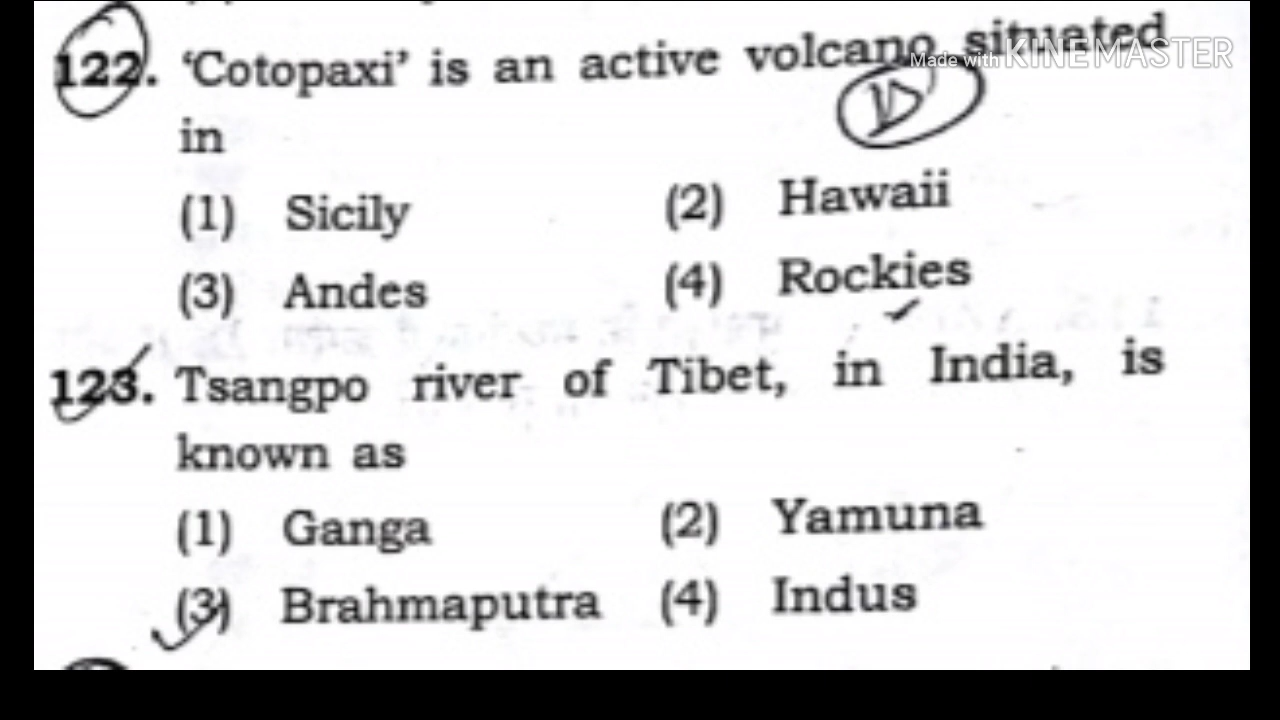 122. ‘Cotopaxi’ is an active volcano situated
Made with KINEMASTER
in
(1) Sicily (2) Hawaii
(3) Andes (4) Rockies
123. Tsangpo river of Tibet, in India, is
known as
(1) Ganga (2) Yamuna
(3) Brahmaputra (4) Indus